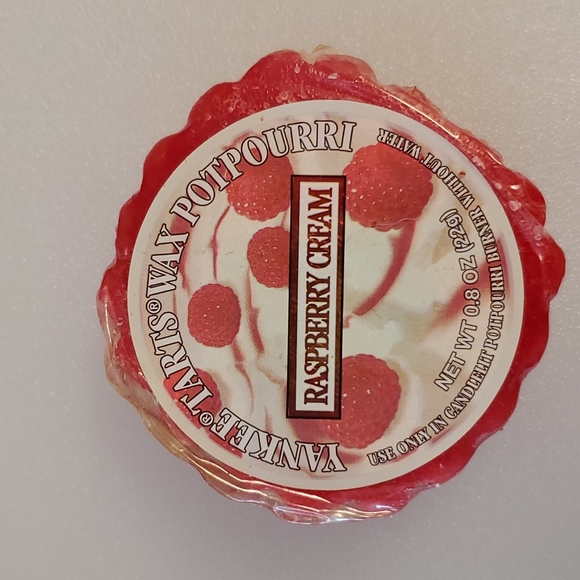 YANKEE® TARTS® WAX POTPOURRI
RASPBERRY CREAM
NET WT 0.8 OZ (22g)
USE ONLY IN CANDLELIT POTPOURRI BURNER WITHOUT WATER